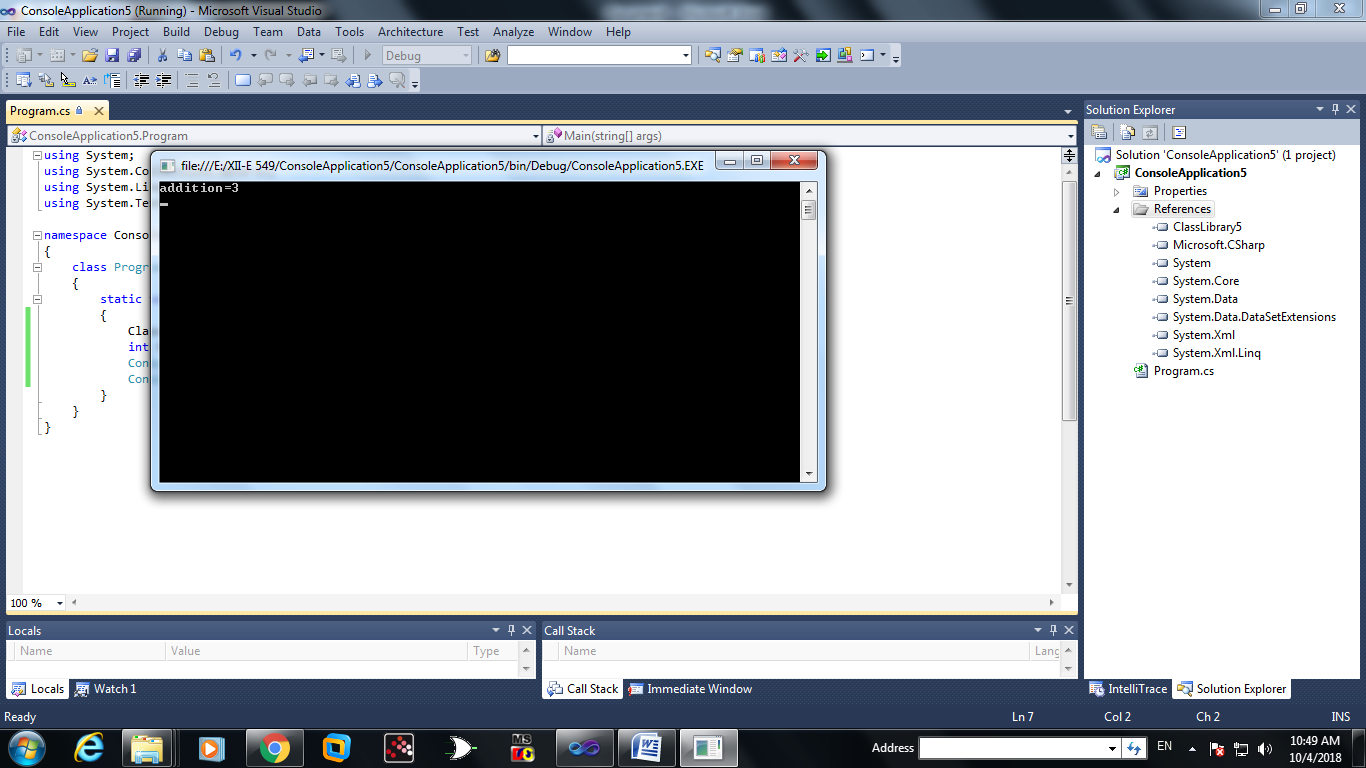 ConsoleApplication5 (Running) - Microsoft Visual Studio
File Edit View Project Build Debug Team Data Tools Architecture Test Analyze Window Help
Debug
Program.cs
ConsoleApplication5.Program
Main(string[] args)
using System;
using System.Co
using System.Li
using System.Te
namespace Conso
{
class Progr
{
static
{
Cla
int
Con
Con
}
}
}
file:///E:/XII-E 549/ConsoleApplication5/ConsoleApplication5/bin/Debug/ConsoleApplication5.EXE
addition=3
100 %
Solution Explorer
Solution 'ConsoleApplication5' (1 project)
ConsoleApplication5
Properties
References
ClassLibrary5
Microsoft.CSharp
System
System.Core
System.Data
System.Data.DataSetExtensions
System.Xml
System.Xml.Linq
Program.cs
Locals
Name Value Type
Locals Watch 1
Call Stack
Name Lang
Call Stack Immediate Window
IntelliTrace Solution Explorer
Ready Ln 7 Col 2 Ch 2 INS
MS
Address EN 10:49 AM
10/4/2018